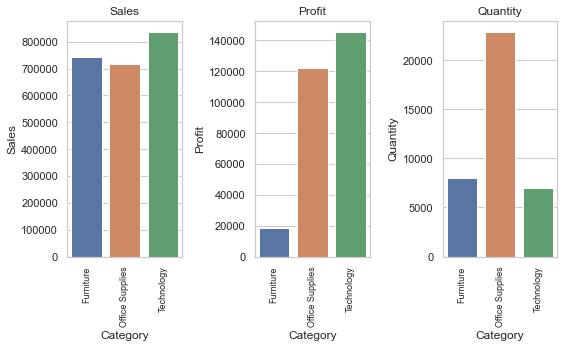 Sales
Sales
800000
700000
600000
500000
400000
300000
200000
100000
0
Furniture
Office Supplies
Technology
Category
Profit
Profit
140000
120000
100000
80000
60000
40000
20000
0
Furniture
Office Supplies
Technology
Category
Quantity
Quantity
20000
15000
10000
5000
0
Furniture
Office Supplies
Technology
Category